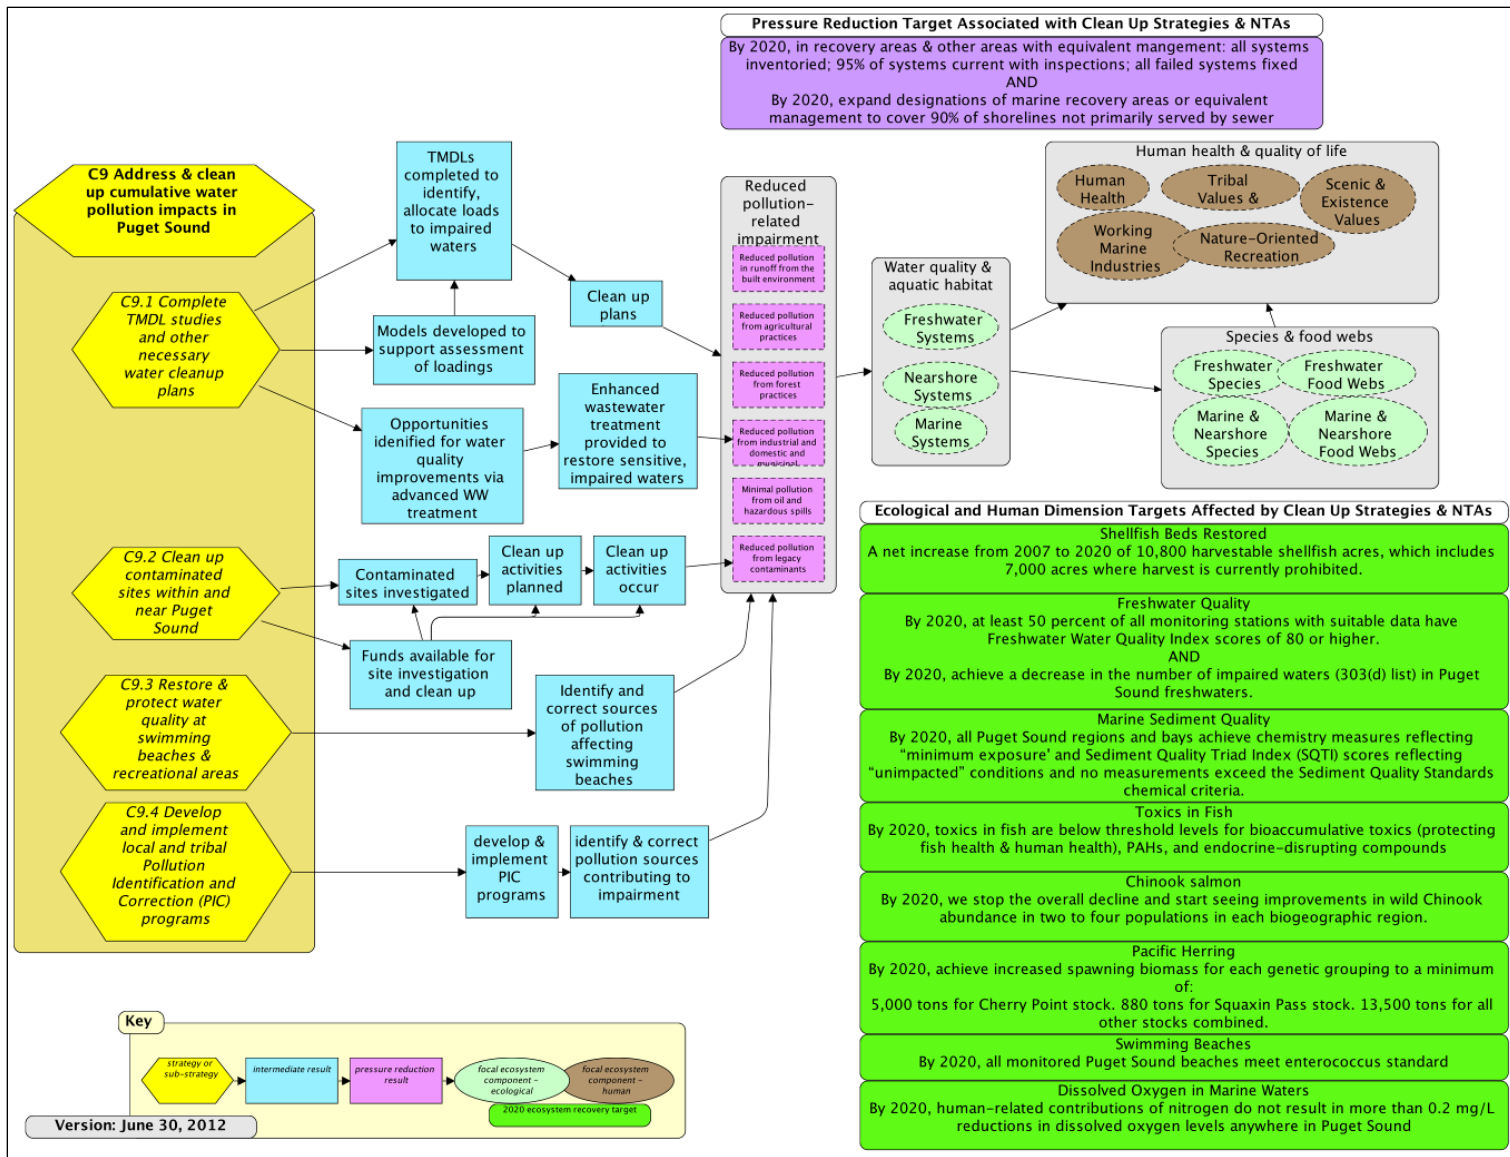 Pressure Reduction Target Associated with Clean Up Strategies & NTAs
By 2020, in recovery areas & other areas with equivalent mangement: all systems
inventoried; 95% of systems current with inspections; all failed systems fixed
AND
By 2020, expand designations of marine recovery areas or equivalent
management to cover 90% of shorelines not primarily served by sewer
C9 Address & clean
up cumulative water
pollution impacts in
Puget Sound
C9.1 Complete
TMDL studies
and other
necessary
water cleanup
plans
C9.2 Clean up
contaminated
sites within and
near Puget
Sound
C9.3 Restore &
protect water
quality at
swimming
beaches &
recreational areas
C9.4 Develop
and implement
local and tribal
Pollution
Identification and
Correction (PIC)
programs
TMDLs
completed to
identify,
allocate loads
to impaired
waters
Models developed to
support assessment
of loadings
Clean up
plans
Opportunities
idenified for water
quality
improvements via
advanced WW
treatment
Enhanced
wastewater
treatment
provided to
restore sensitive,
impaired waters
Contaminated
sites investigated
Clean up
activities
planned
Clean up
activities
occur
Funds available for
site investigation
and clean up
Identify and
correct sources
of pollution
affecting
swimming
beaches
develop &
implement
PIC
programs
identify & correct
pollution sources
contributing to
impairment
Reduced
pollution-
related
impairment
Reduced pollution
in runoff from the
built environment
Reduced pollution
from agricultural
practices
Reduced pollution
from forest
practices
Reduced pollution
from industrial and
domestic and
municipal
Minimal pollution
from oil and
hazardous spills
Reduced pollution
from legacy
contaminants
Water quality &
aquatic habitat
Freshwater
Systems
Nearshore
Systems
Marine
Systems
Human health & quality of life
Human
Health
Tribal
Values &
Scenic &
Existence
Values
Working
Marine
Industries
Nature-Oriented
Recreation
Species & food webs
Freshwater
Species
Freshwater
Food Webs
Marine &
Nearshore
Species
Marine &
Nearshore
Food Webs
Ecological and Human Dimension Targets Affected by Clean Up Strategies & NTAs
Shellfish Beds Restored
A net increase from 2007 to 2020 of 10,800 harvestable shellfish acres, which includes
7,000 acres where harvest is currently prohibited.
Freshwater Quality
By 2020, at least 50 percent of all monitoring stations with suitable data have
Freshwater Water Quality Index scores of 80 or higher.
AND
By 2020, achieve a decrease in the number of impaired waters (303(d) list) in Puget
Sound freshwaters.
Marine Sediment Quality
By 2020, all Puget Sound regions and bays achieve chemistry measures reflecting
“minimum exposure' and Sediment Quality Triad Index (SQTI) scores reflecting
“unimpacted” conditions and no measurements exceed the Sediment Quality Standards
chemical criteria.
Toxics in Fish
By 2020, toxics in fish are below threshold levels for bioaccumulative toxics (protecting
fish health & human health), PAHs, and endocrine-disrupting compounds
Chinook salmon
By 2020, we stop the overall decline and start seeing improvements in wild Chinook
abundance in two to four populations in each biogeographic region.
Pacific Herring
By 2020, achieve increased spawning biomass for each genetic grouping to a minimum
of:
5,000 tons for Cherry Point stock. 880 tons for Squaxin Pass stock. 13,500 tons for all
other stocks combined.
Swimming Beaches
By 2020, all monitored Puget Sound beaches meet enterococcus standard
Dissolved Oxygen in Marine Waters
By 2020, human-related contributions of nitrogen do not result in more than 0.2 mg/L
reductions in dissolved oxygen levels anywhere in Puget Sound
Key
strategy or
sub-strategy
intermediate result
pressure reduction
result
focal ecosystem
component -
ecological
focal ecosystem
component -
human
2020 ecosystem recovery target
Version: June 30, 2012